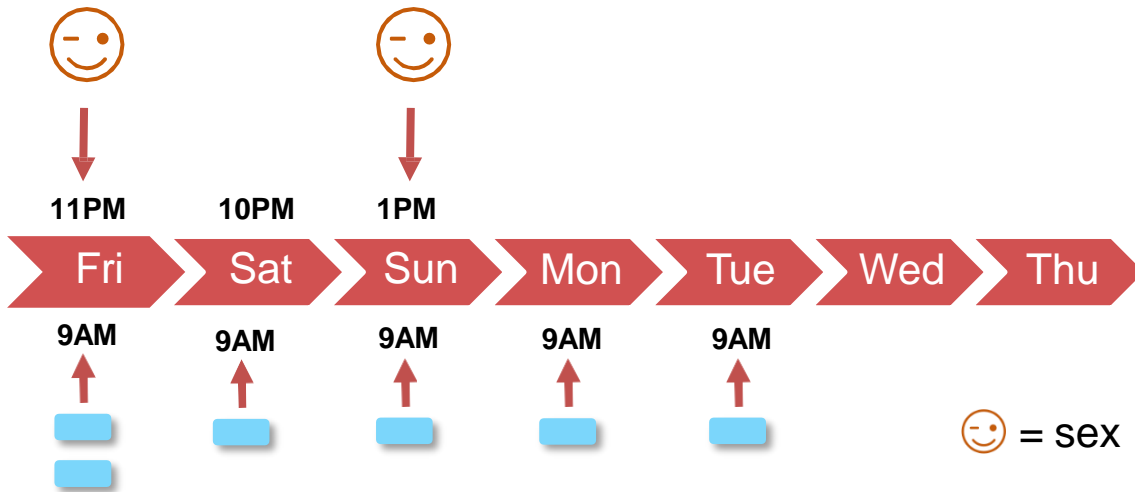 11PM 10PM 1PM
Fri Sat Sun Mon Tue Wed Thu
9AM 9AM 9AM 9AM 9AM
= sex